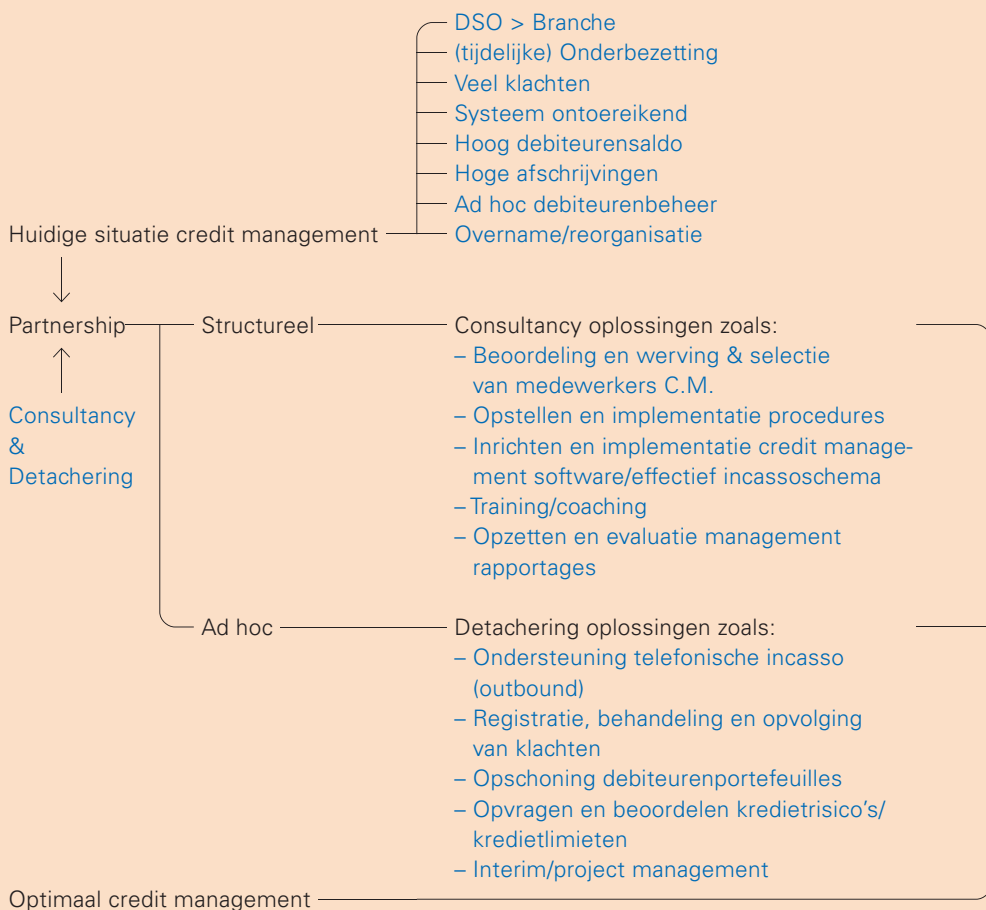 DSO > Branche
(tijdelijke) Onderbezetting
Veel klachten
Systeem ontoereikend
Hoog debiteurensaldo
Hoge afschrijvingen
Ad hoc debiteurenbeheer
Huidige situatie credit management
Overname/reorganisatie
Partnership
Structureel
Consultancy oplossingen zoals:
– Beoordeling en werving & selectie
van medewerkers C.M.
– Opstellen en implementatie procedures
– Inrichten en implementatie credit manage-
ment software/effectief incassoschema
– Training/coaching
– Opzetten en evaluatie management
rapportages
Consultancy
&
Detachering
Ad hoc
Detachering oplossingen zoals:
– Ondersteuning telefonische incasso
(outbound)
– Registratie, behandeling en opvolging
van klachten
– Opschoning debiteurenportefeuilles
– Opvragen en beoordelen kredietrisico's/
kredietlimieten
– Interim/project management
Optimaal credit management